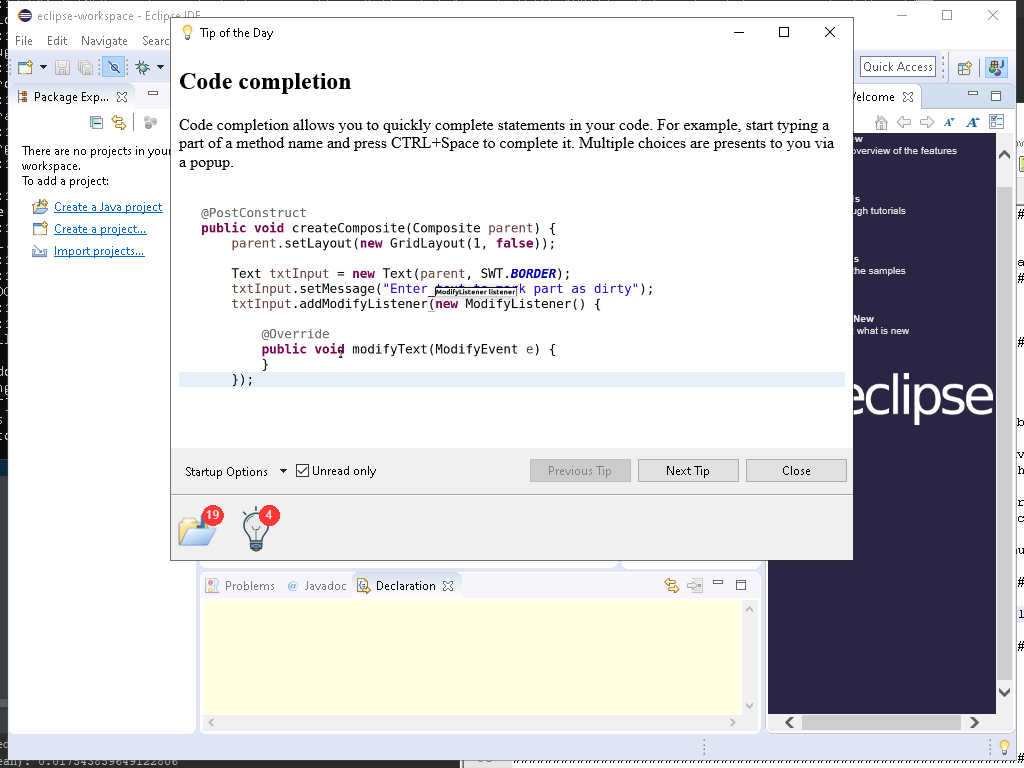 eclipse-workspace - Eclipse IDE
Tip of the Day
File Edit Navigate
Quick Access
Package Exp...
There are no projects in your
workspace.
To add a project:
Create a Java project
Create a project...
Import projects...
Code completion
Code completion allows you to quickly complete statements in your code. For example, start typing a
part of a method name and press CTRL+Space to complete it. Multiple choices are presents to you via
a popup.
@PostConstruct
public void createComposite(Composite parent) {
parent.setLayout(new GridLayout(1, false));
Text txtInput = new Text(parent, SWT.BORDER);
txtInput.setMessage("Enter text to mark part as dirty");
ModifyListener listener
txtInput.addModifyListener(new ModifyListener() {
@Override
public void modifyText(ModifyEvent e) {
}
});
Startup Options Unread only Previous Tip Next Tip Close
19 4
overview of the features
tutorials
the samples
New
what is new
eclipse
Problems @ Javadoc Declaration
0.017543859649122806